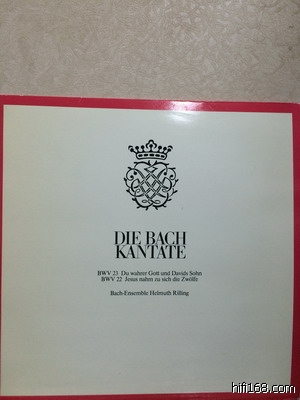 DIE BACH
KANTATE
BWV 23 Du wahrer Gott und Davids Sohn
BWV 22 Jesus nahm zu sich die Zwölfe
Bach-Ensemble Helmuth Rilling
hifi168.com